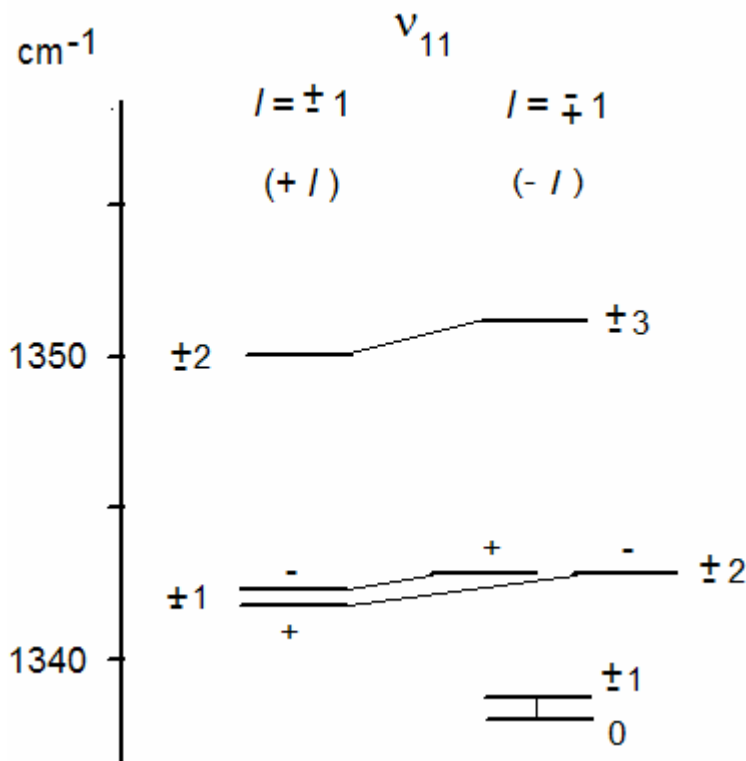 ν11
cm-1
l = ±1 l = ∓1
(+ l) (- l)
±3
1350 ±2
+ -
- ±2
±1
+
1340
±1
0